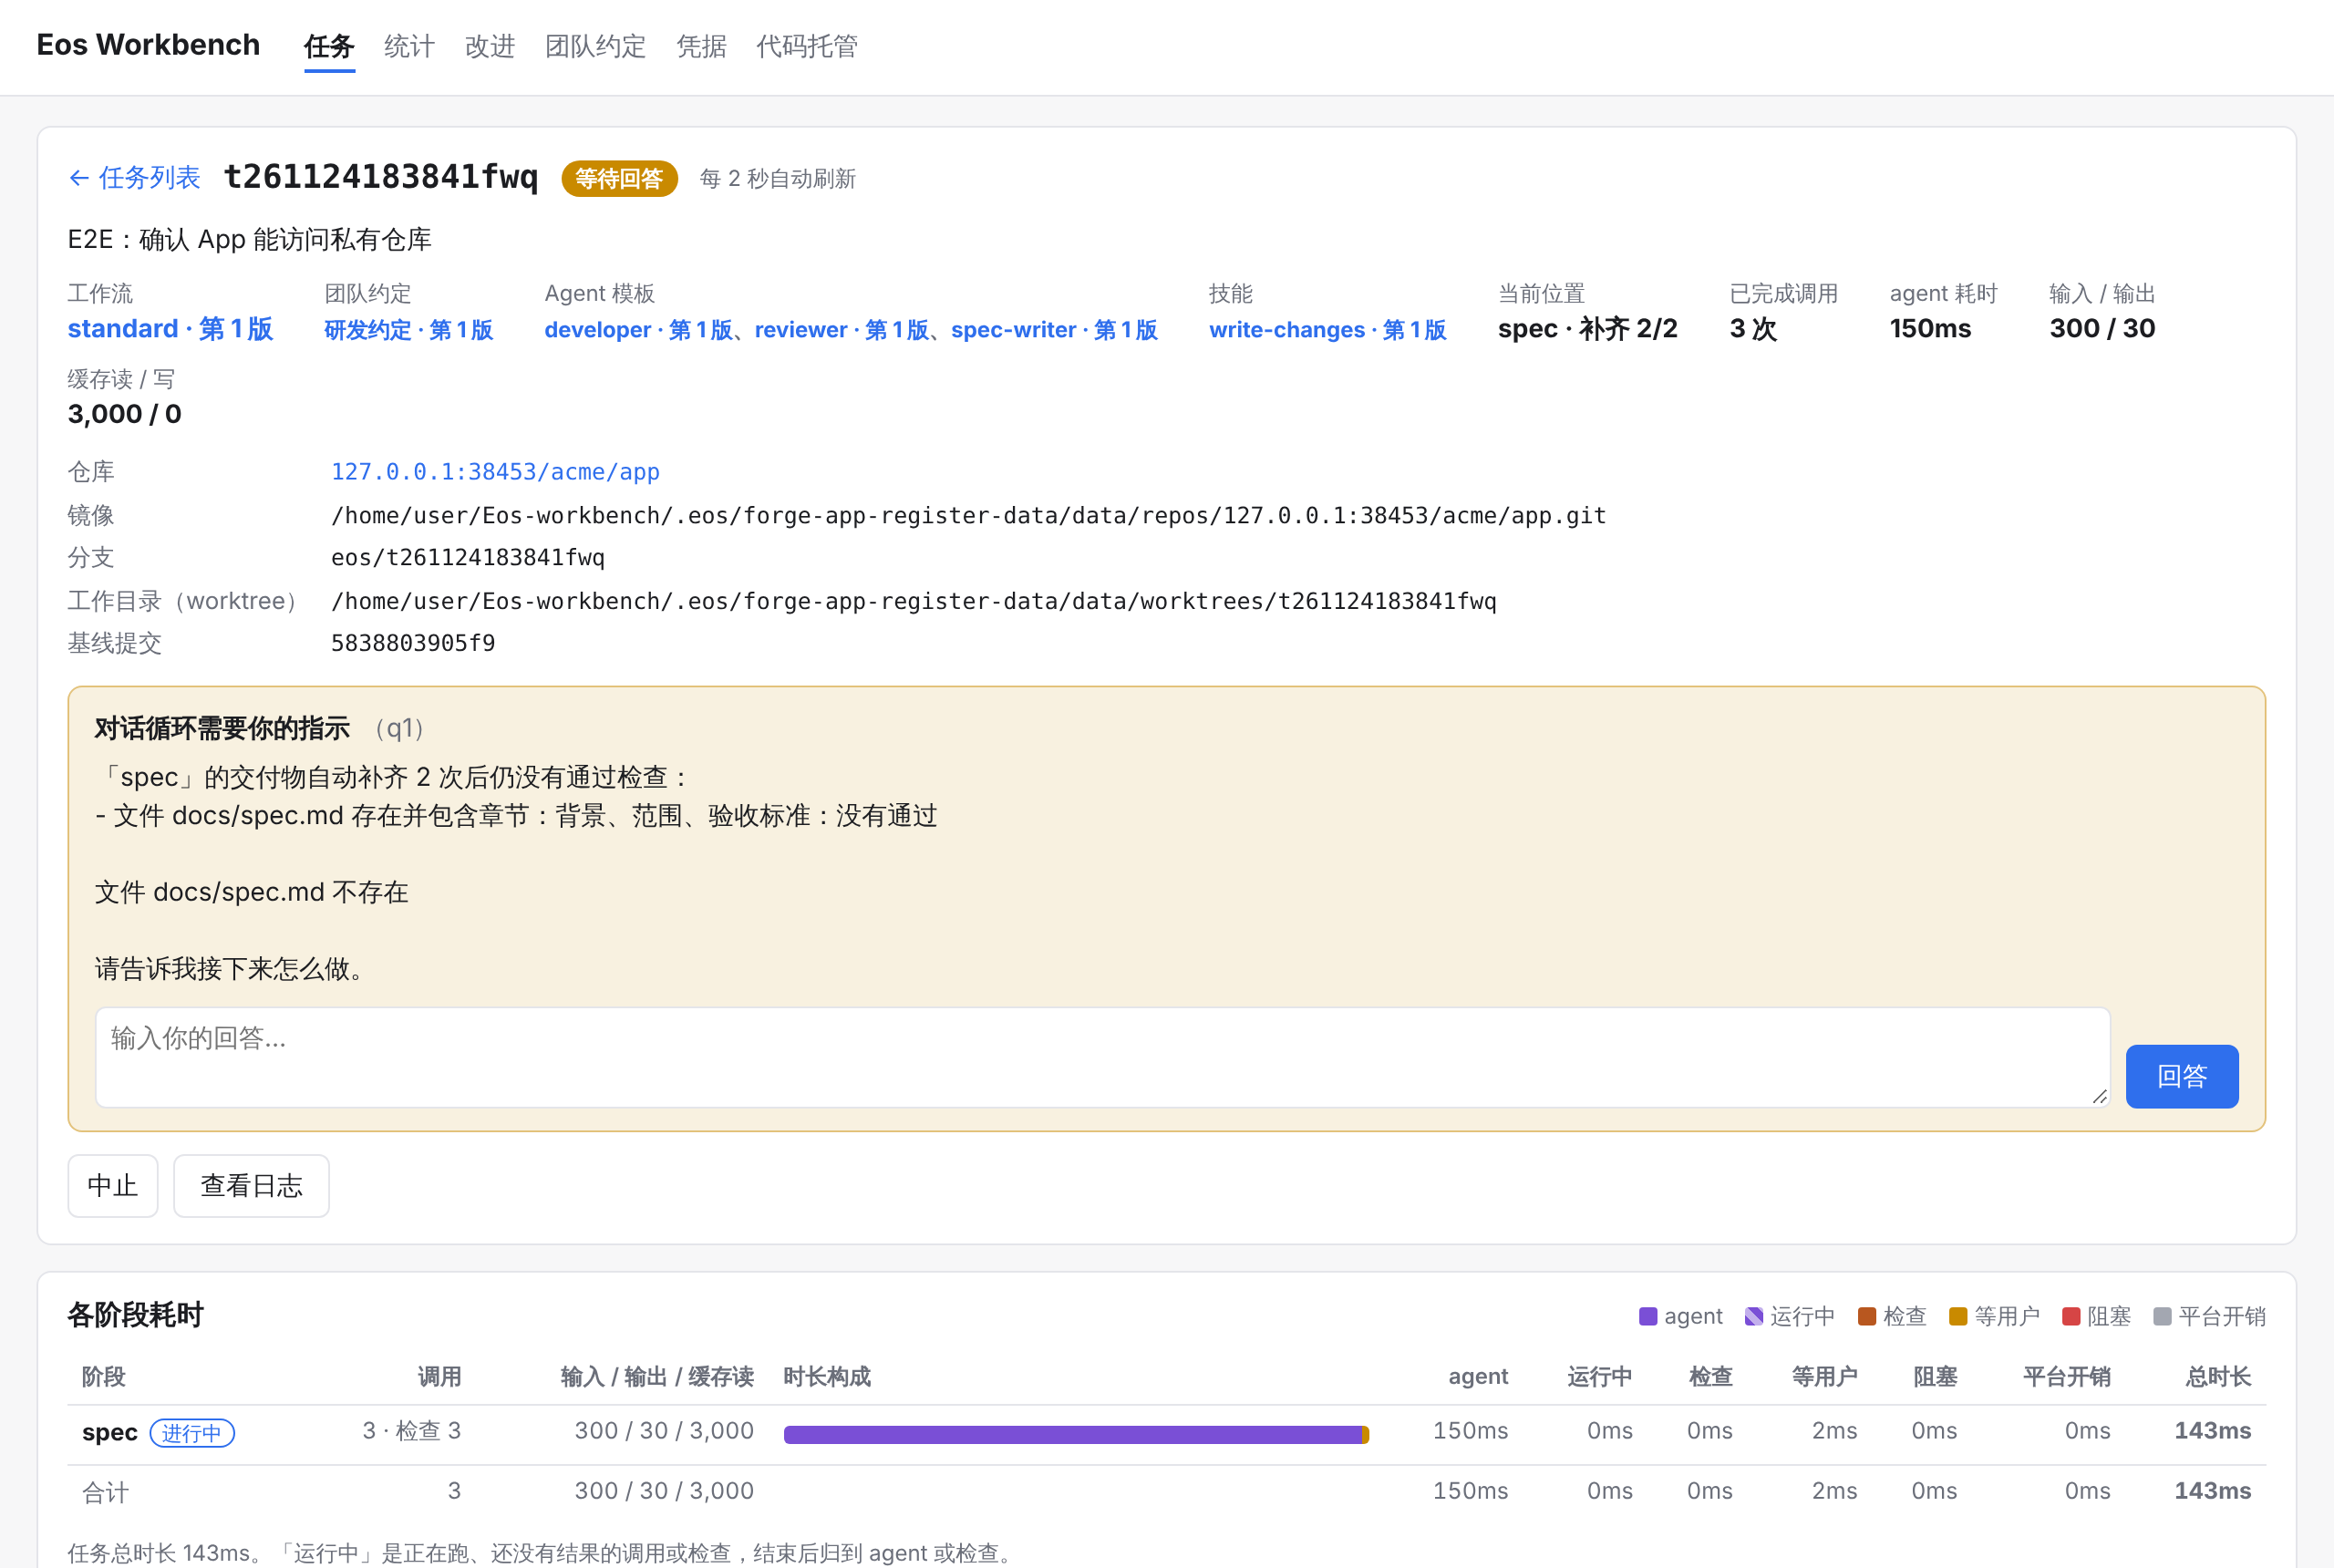 Eos Workbench 任务 统计 改进 团队约定 凭据 代码托管
← 任务列表 t261124183841fwq 等待回答 每 2 秒自动刷新
E2E：确认 App 能访问私有仓库
工作流 团队约定 Agent 模板 技能 当前位置 已完成调用 agent 耗时 输入 / 输出
standard · 第 1 版 研发约定 · 第 1 版 developer · 第 1 版、reviewer · 第 1 版、spec-writer · 第 1 版 write-changes · 第 1 版 spec · 补齐 2/2 3 次 150ms 300 / 30
缓存读 / 写
3,000 / 0
仓库 127.0.0.1:38453/acme/app
镜像 /home/user/Eos-workbench/.eos/forge-app-register-data/data/repos/127.0.0.1:38453/acme/app.git
分支 eos/t261124183841fwq
工作目录（worktree） /home/user/Eos-workbench/.eos/forge-app-register-data/data/worktrees/t261124183841fwq
基线提交 5838803905f9
对话循环需要你的指示 （q1）
「spec」的交付物自动补齐 2 次后仍没有通过检查：
- 文件 docs/spec.md 存在并包含章节：背景、范围、验收标准：没有通过
文件 docs/spec.md 不存在
请告诉我接下来怎么做。
输入你的回答...
回答
中止 查看日志
各阶段耗时 agent 运行中 检查 等用户 阻塞 平台开销
阶段 调用 输入 / 输出 / 缓存读 时长构成 agent 运行中 检查 等用户 阻塞 平台开销 总时长
spec 进行中 3 · 检查 3 300 / 30 / 3,000 150ms 0ms 0ms 2ms 0ms 0ms 143ms
合计 3 300 / 30 / 3,000 150ms 0ms 0ms 2ms 0ms 0ms 143ms
任务总时长 143ms。「运行中」是正在跑、还没有结果的调用或检查，结束后归到 agent 或检查。